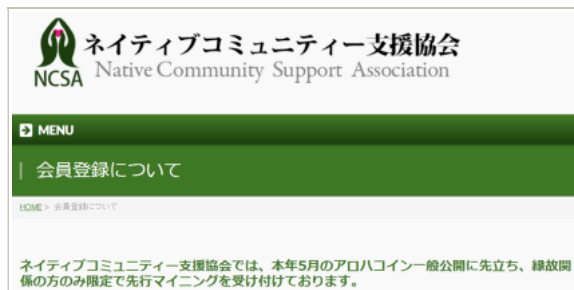 ネイティブコミュニティー支援協会
NCSA Native Community Support Association
MENU
会員登録について
HOME > 会員登録について
ネイティブコミュニティー支援協会では、本年5月のアロハコイン一般公開に先立ち、縁故関
係の方のみ限定で先行マイニングを受け付けております。